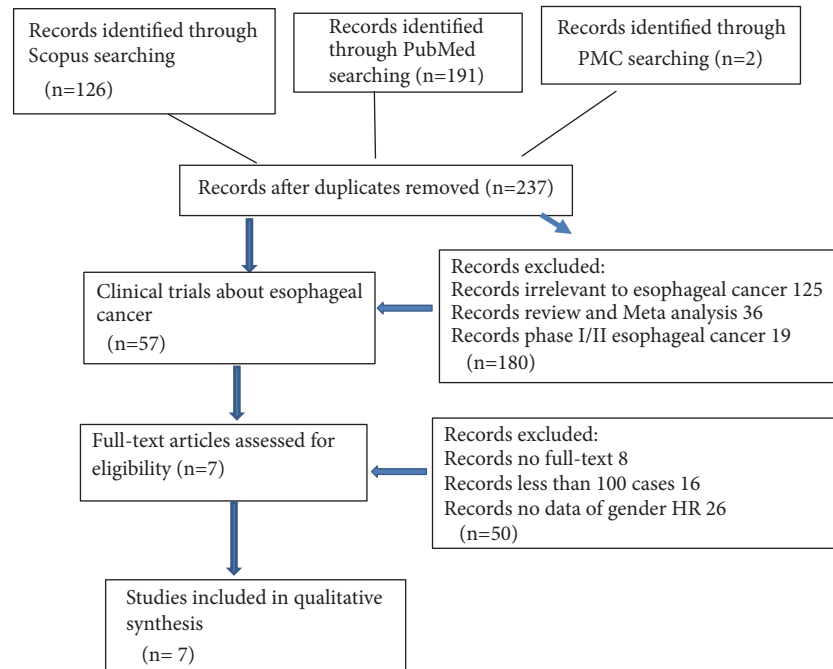 Records identified through
Scopus searching
(n=126)
Records identified
through PubMed
searching (n=191)
Records identified through
PMC searching (n=2)
Records after duplicates removed (n=237)
Clinical trials about esophageal
cancer
(n=57)
Records excluded:
Records irrelevant to esophageal cancer 125
Records review and Meta analysis 36
Records phase I/II esophageal cancer 19
(n=180)
Full-text articles assessed for
eligibility (n=7)
Records excluded:
Records no full-text 8
Records less than 100 cases 16
Records no data of gender HR 26
(n=50)
Studies included in qualitative
synthesis
(n= 7)